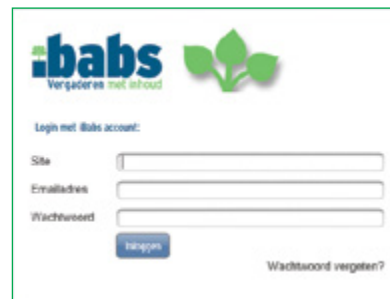 ibabs
Vergaderen met inhoud
Login met iBabs account:
Site
Emailadres
Wachtwoord
Inloggen
Wachtwoord vergeten?